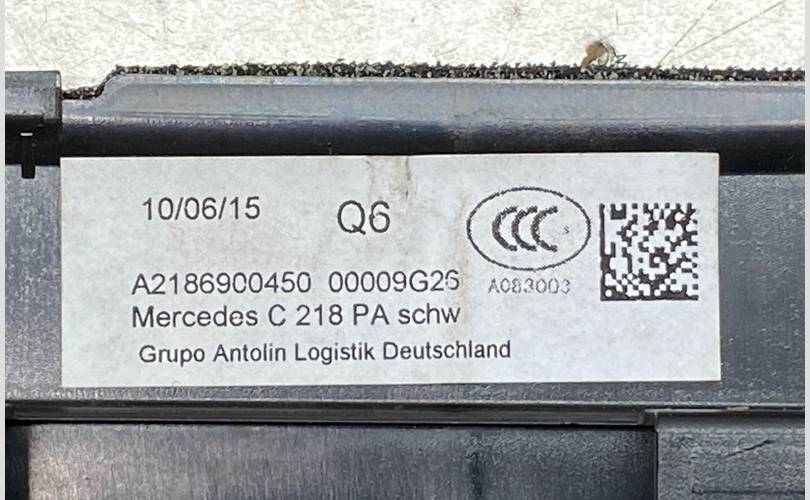 10/06/15 Q6
CCC S
A2186900450 00009G26 A083003
Mercedes C 218 PA schw
Grupo Antolin Logistik Deutschland